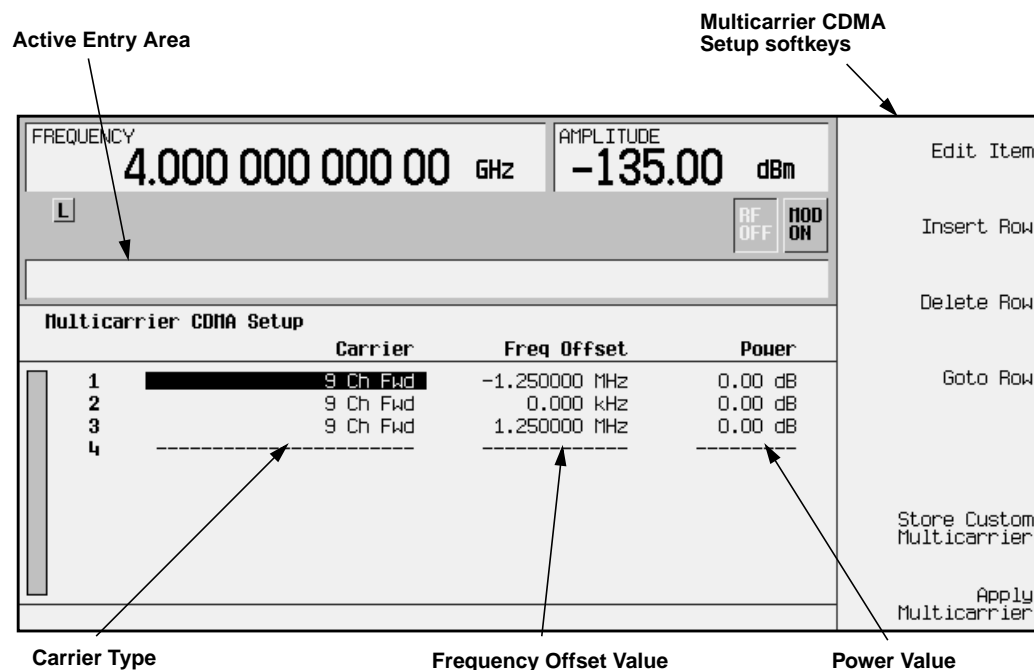 Multicarrier CDMA
Setup softkeys
Active Entry Area
FREQUENCY
4.000 000 000 00 GHz
AMPLITUDE
-135.00 dBm
L
RF OFF
MOD ON
Edit Item
Insert Row
Delete Row
Goto Row
Store Custom
Multicarrier
Apply
Multicarrier
Multicarrier CDMA Setup
Carrier Freq Offset Power
1 9 Ch Fwd -1.250000 MHz 0.00 dB
2 9 Ch Fwd 0.000 kHz 0.00 dB
3 9 Ch Fwd 1.250000 MHz 0.00 dB
4 ---------------------- ------------- ---------
Carrier Type
Frequency Offset Value
Power Value